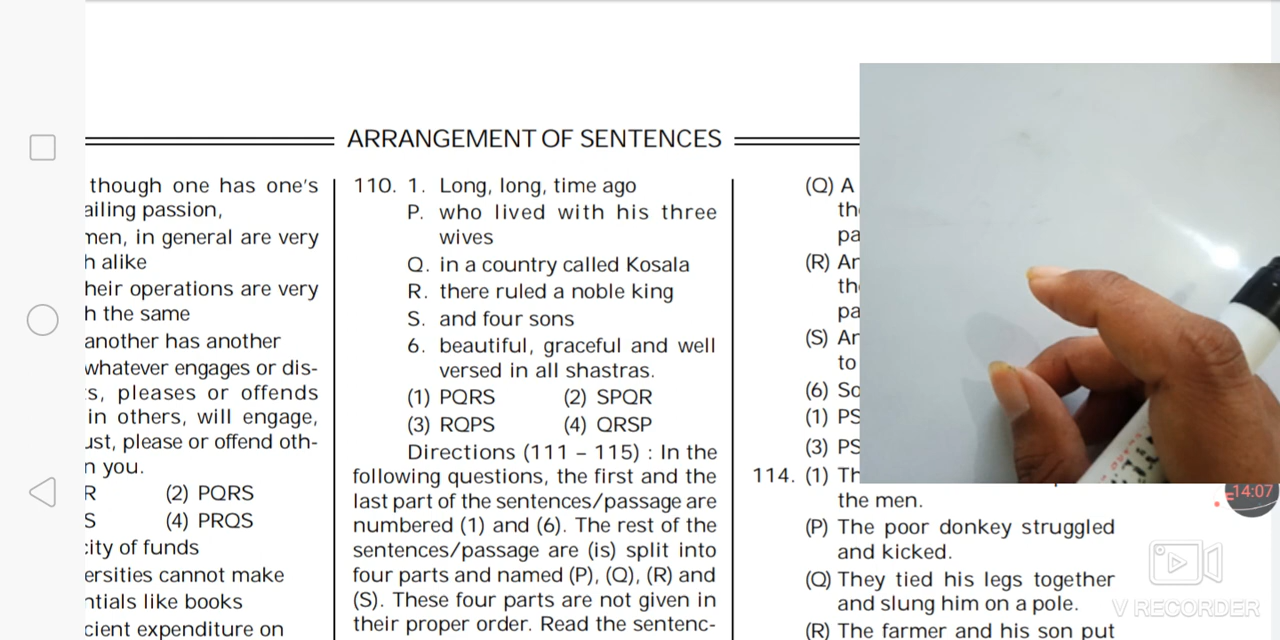 ARRANGEMENT OF SENTENCES
though one has one's
ailing passion,
men, in general are very
h alike
heir operations are very
h the same
another has another
whatever engages or dis-
s, pleases or offends
in others, will engage,
ust, please or offend oth-
n you.
R (2) PQRS
S (4) PRQS
city of funds
ersities cannot make
ntials like books
cient expenditure on
110. 1. Long, long, time ago
P. who lived with his three
wives
Q. in a country called Kosala
R. there ruled a noble king
S. and four sons
6. beautiful, graceful and well
versed in all shastras.
(1) PQRS (2) SPQR
(3) RQPS (4) QRSP
Directions (111 – 115) : In the
following questions, the first and the
last part of the sentences/passage are
numbered (1) and (6). The rest of the
sentences/passage are (is) split into
four parts and named (P), (Q), (R) and
(S). These four parts are not given in
their proper order. Read the sentenc-
(Q) A
th
pa
(R) Ar
th
pa
(S) Ar
to
(6) So
(1) PS
(3) PS
114. (1) Th
the men.
(P) The poor donkey struggled
and kicked.
(Q) They tied his legs together
and slung him on a pole.
(R) The farmer and his son put
14:07
V RECORDER